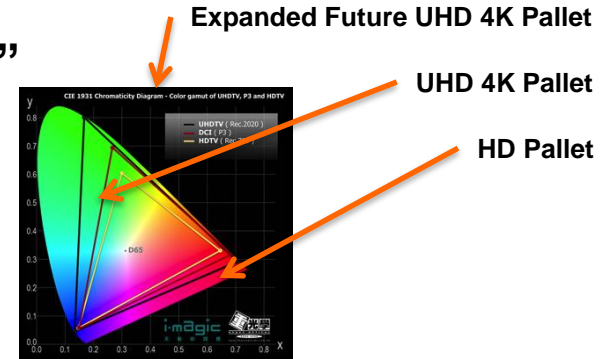 Expanded Future UHD 4K Pallet
”
UHD 4K Pallet
HD Pallet
CIE 1931 Chromaticity Diagram - Color gamut of UHDTV, P3 and HDTV
y
UHDTV ( Rec.2020 )
DCI ( P3 )
HDTV ( Rec.
0.8
0.7
0.6
0.5
0.4
0.3
0.2
0.1
0.0
D65
i-magic
0.0 0.1 0.2 0.3 0.4 0.5 0.6 0.7 0.8 X